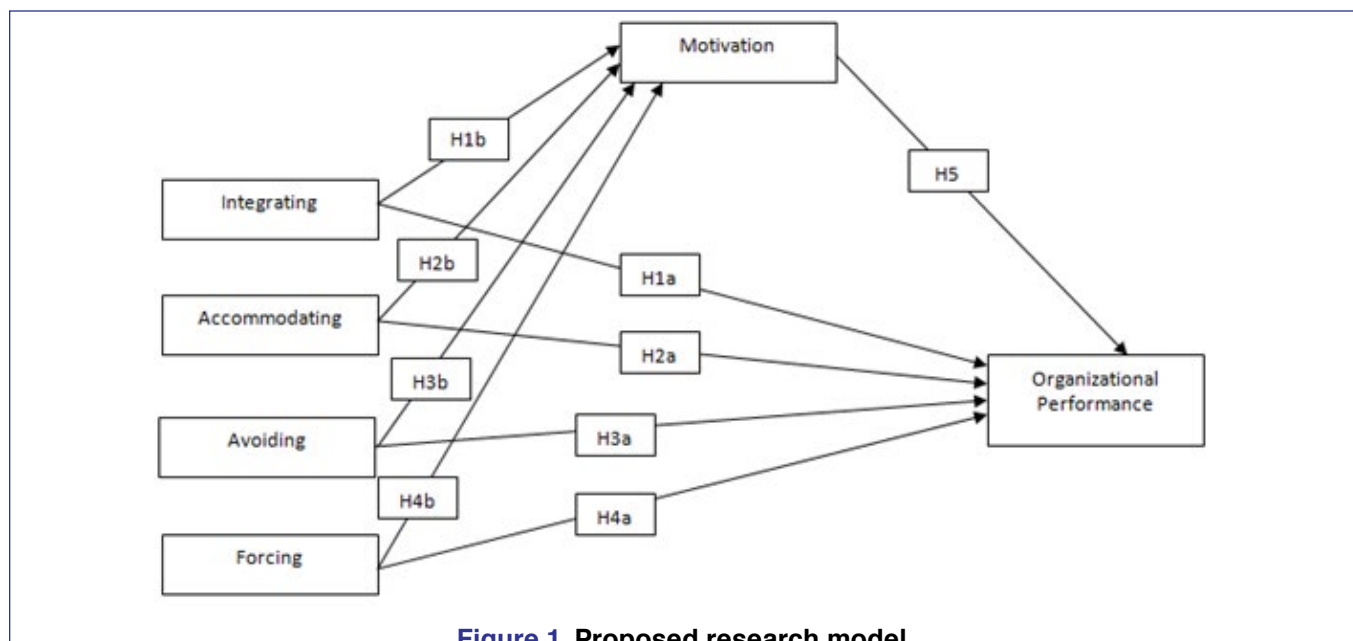 Motivation
H1b
H5
Integrating
H2b
H1a
Accommodating
H2a
H3b
Organizational
Performance
Avoiding
H3a
H4b
H4a
Forcing
Figure 1. Proposed research model